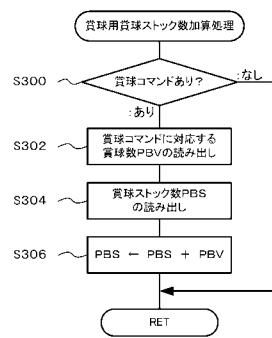 賞球用賞球ストック数加算処理
S300
賞球コマンドあり?
:なし
:あり
S302
賞球コマンドに対応する
賞球数PBVの読み出し
S304
賞球ストック数PBS
の読み出し
S306
PBS ← PBS + PBV
RET